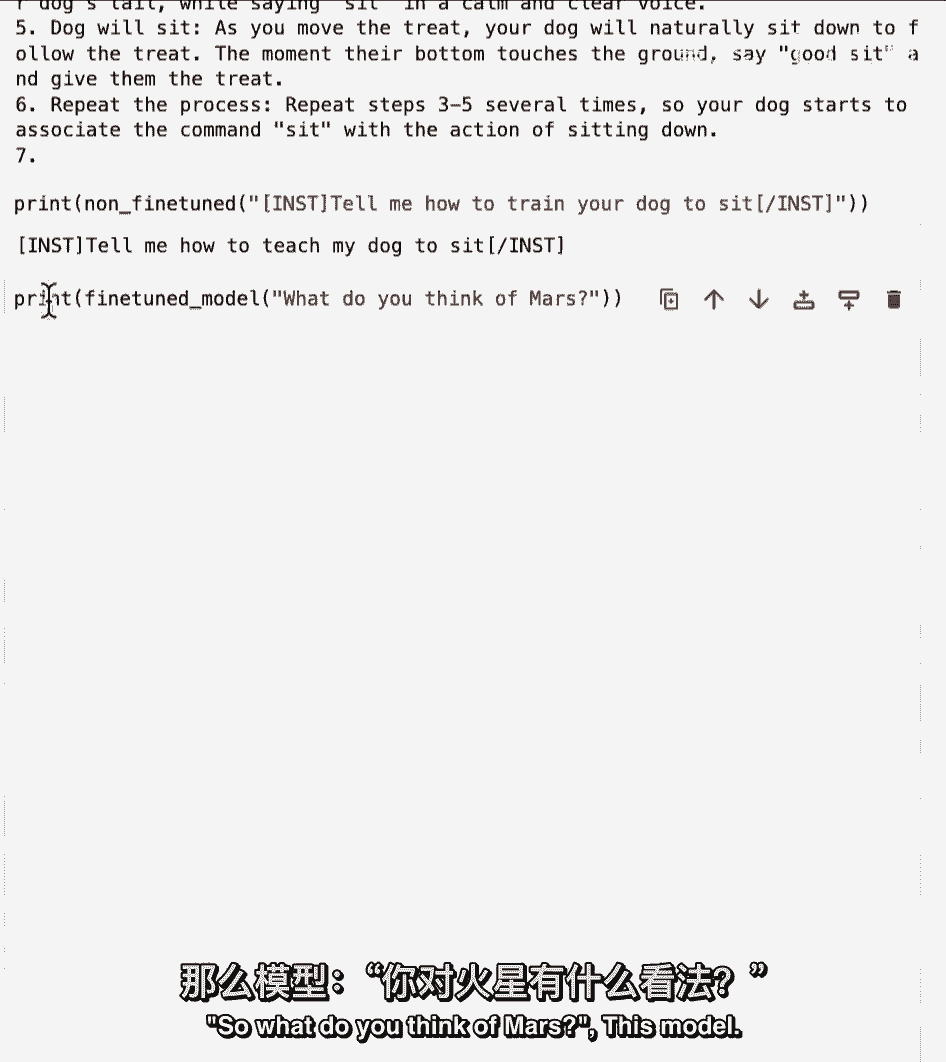 r dog's tail, while saying "sit" in a calm and clear voice.
5. Dog will sit: As you move the treat, your dog will naturally sit down to f
ollow the treat. The moment their bottom touches the ground, say "good sit" a
nd give them the treat.
6. Repeat the process: Repeat steps 3-5 several times, so your dog starts to
associate the command "sit" with the action of sitting down.
7.
print(non_finetuned("[INST]Tell me how to train your dog to sit[/INST]"))
[INST]Tell me how to teach my dog to sit[/INST]
print(finetuned_model("What do you think of Mars?"))
那么模型：“你对火星有什么看法？”
"So what do you think of Mars?", This model.